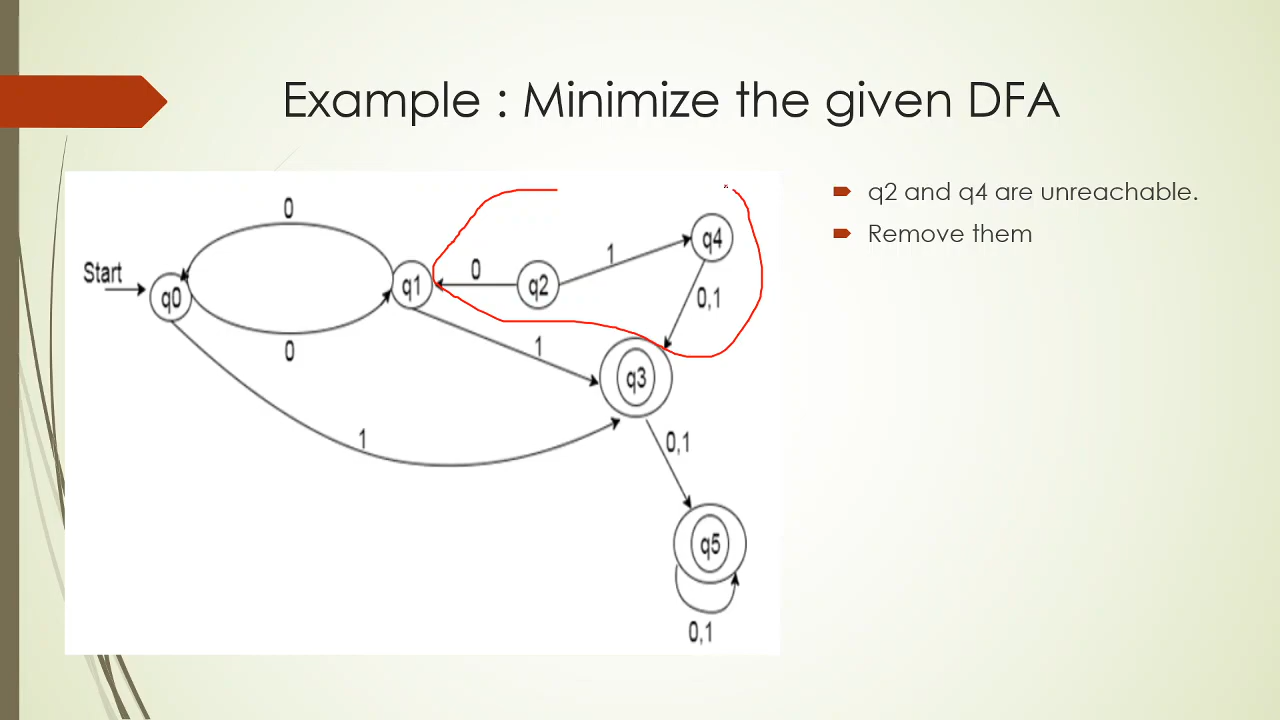 Example : Minimize the given DFA
q2 and q4 are unreachable.
Remove them
0
Start
q0
q1
0
q2
1
q4
0,1
0
1
q3
1
0,1
q5
0,1